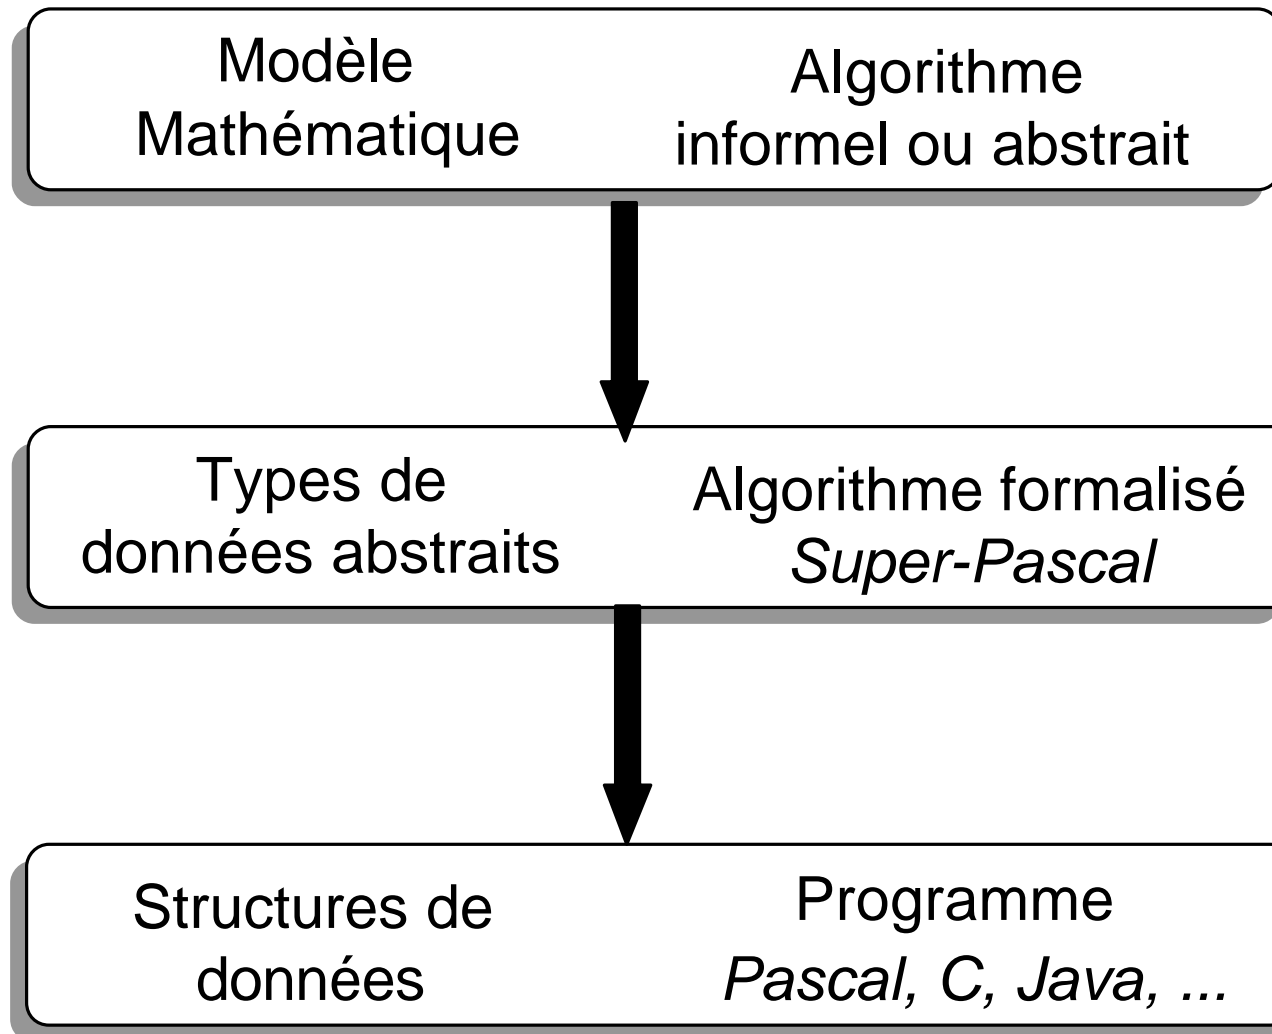 Modèle
Mathématique
Algorithme
informel ou abstrait
Types de
données abstraits
Algorithme formalisé
Super-Pascal
Structures de
données
Programme
Pascal, C, Java, ...